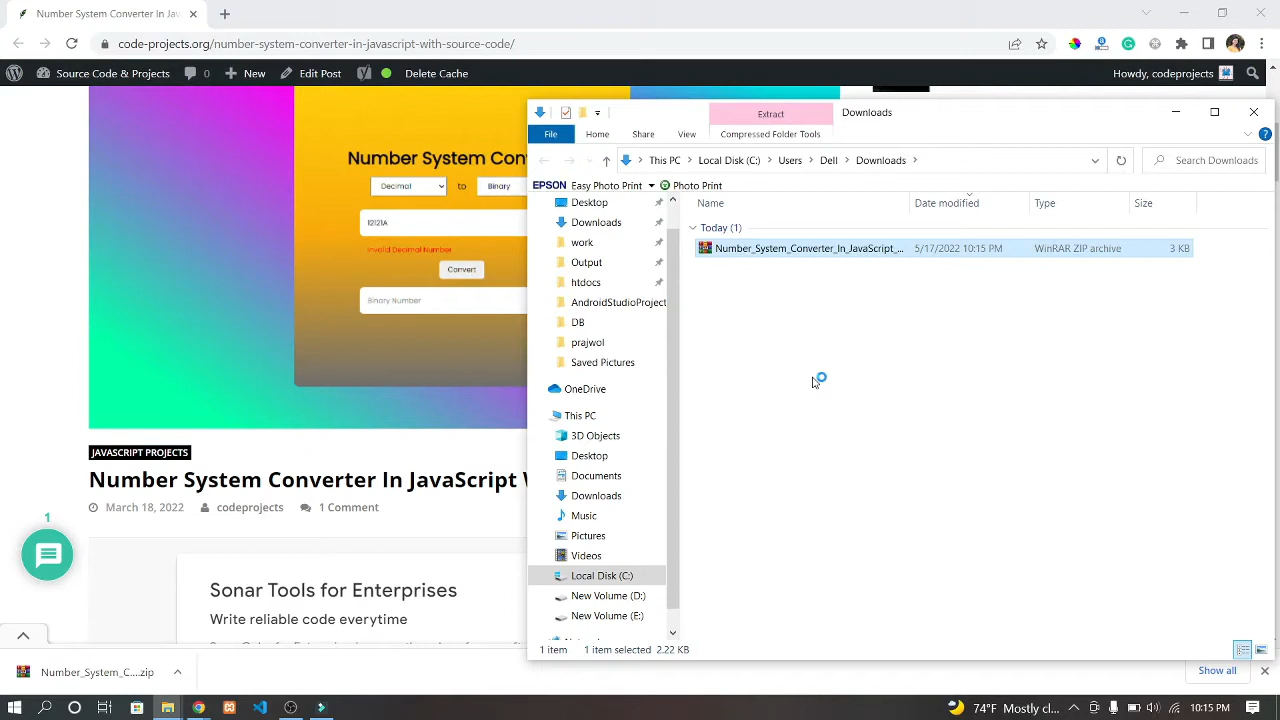 Number System Converter In Jav
code-projects.org/number-system-converter-in-javascript-with-source-code/
Source Code & Projects
0
New
Edit Post
Delete Cache
Howdy, codeprojects
Number System Con
Decimal
to
Binary
12121A
Invalid Decimal Number
Convert
Binary Number
JAVASCRIPT PROJECTS
Number System Converter In JavaScript
March 18, 2022
codeprojects
1 Comment
1
Sonar Tools for Enterprises
Write reliable code everytime
Extract
Downloads
File
Home
Share
View
Compressed Folder Tools
This PC
Local Disk (C:)
Users
Dell
Downloads
Search Downloads
EPSON
Easy Photo Print
Photo Print
Desktop
Downloads
work
Output
htdocs
AndroidStudioProject
DB
prajwol
Saved Pictures
OneDrive
This PC
3D Objects
Desktop
Documents
Downloads
Music
Pictures
Videos
Local Disk (C:)
New Volume (D:)
New Volume (E:)
Name
Date modified
Type
Size
Today (1)
Number_System_Converter_In_JavaScript_...
5/17/2022 10:15 PM
WinRAR ZIP archive
3 KB
1 item
1 item selected 2.22 KB
Number_System_C....zip
Show all
74°F Mostly cl...
10:15 PM